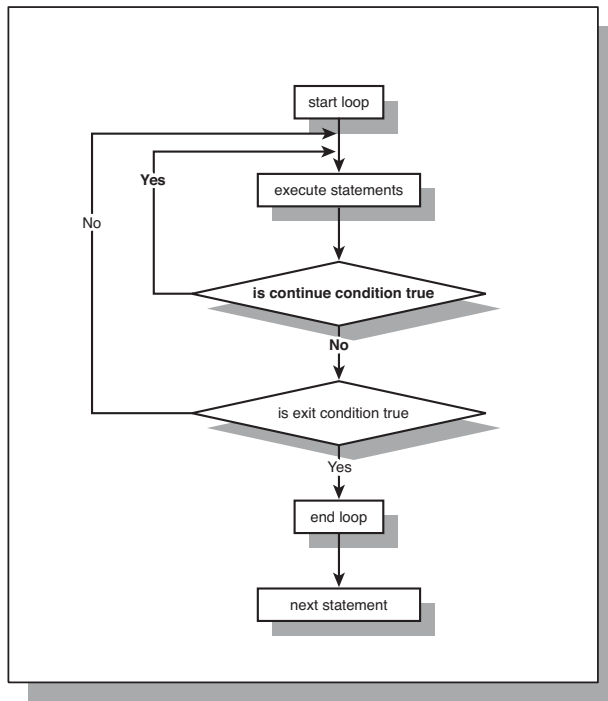 start loop
Yes
execute statements
No
is continue condition true
No
is exit condition true
Yes
end loop
next statement